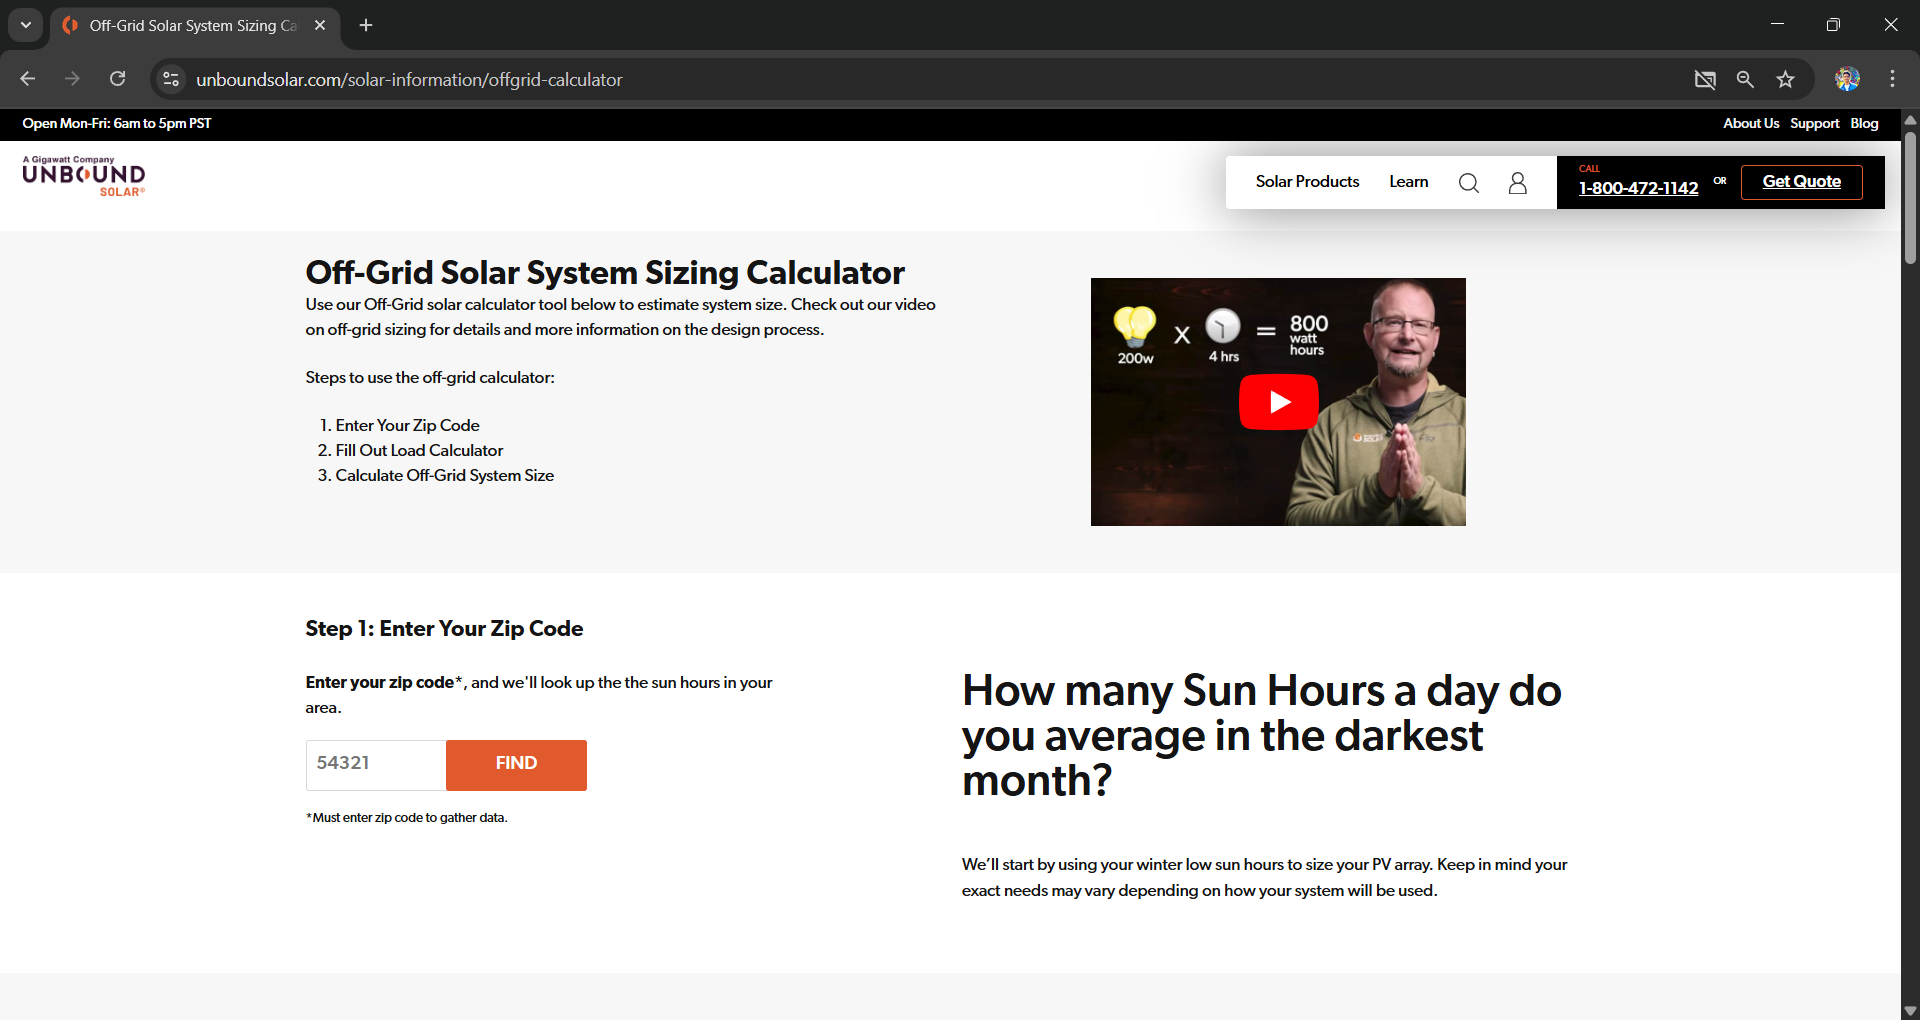 Off-Grid Solar System Sizing Ca
unboundsolar.com/solar-information/offgrid-calculator
Open Mon-Fri: 6am to 5pm PST
About Us Support Blog
A Gigawatt Company
UNBOUND
SOLAR®
Solar Products Learn
CALL
1-800-472-1142
OR
Get Quote
Off-Grid Solar System Sizing Calculator
Use our Off-Grid solar calculator tool below to estimate system size. Check out our video
on off-grid sizing for details and more information on the design process.
Steps to use the off-grid calculator:
1. Enter Your Zip Code
2. Fill Out Load Calculator
3. Calculate Off-Grid System Size
200w
X
4 hrs
=
800
watt
hours
Step 1: Enter Your Zip Code
Enter your zip code*, and we'll look up the the sun hours in your
area.
54321
FIND
*Must enter zip code to gather data.
How many Sun Hours a day do
you average in the darkest
month?
We’ll start by using your winter low sun hours to size your PV array. Keep in mind your
exact needs may vary depending on how your system will be used.